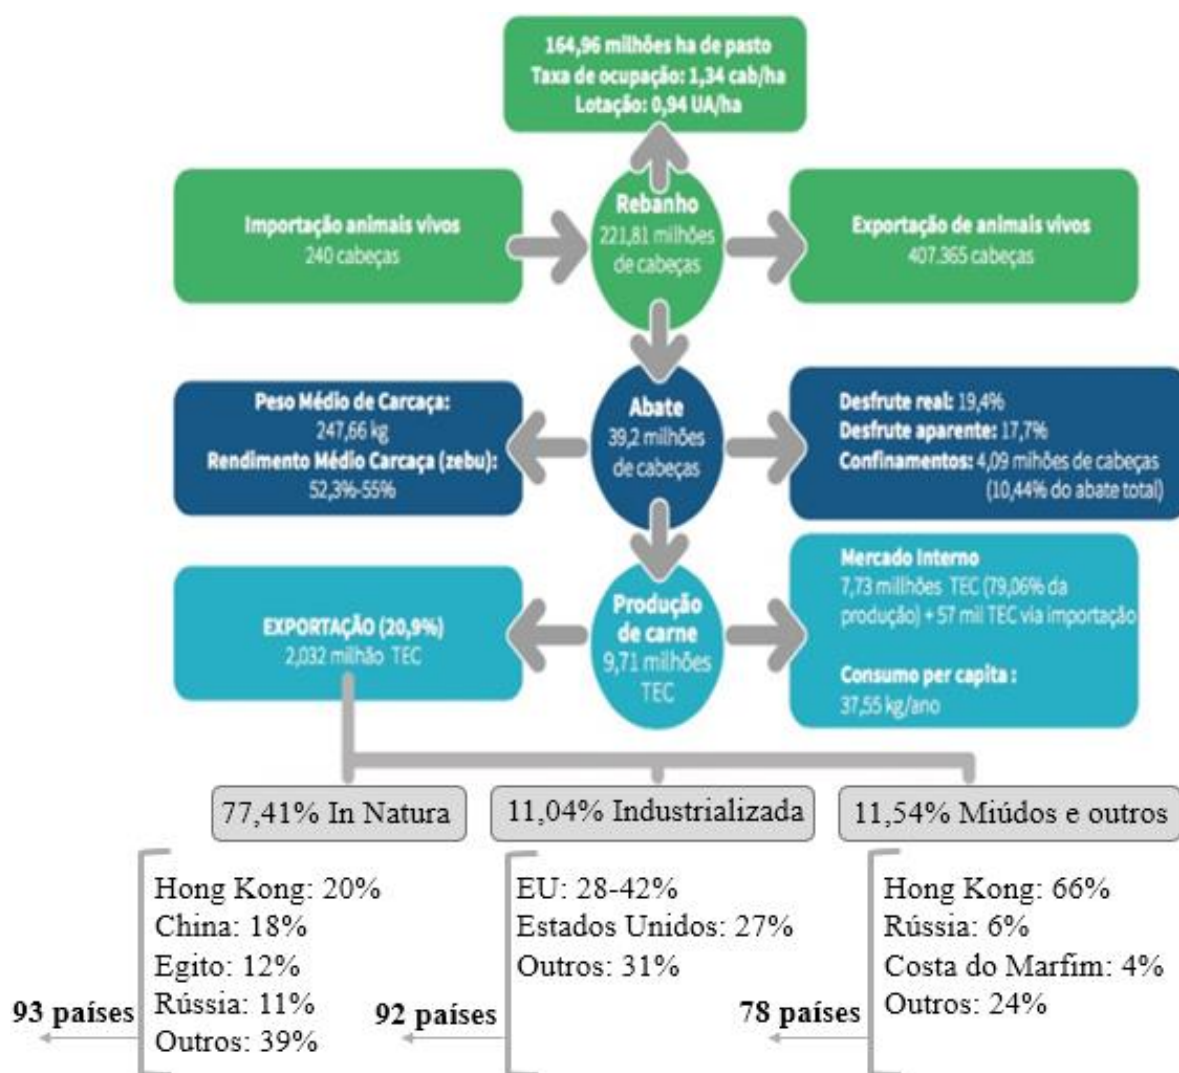 164,96 milhões ha de pasto
Taxa de ocupação: 1,34 cab/ha
Lotação: 0,94 UA/ha
Importação animais vivos
240 cabeças
Rebanho
221,81 milhões
de cabeças
Exportação de animais vivos
407.365 cabeças
Peso Médio de Carcaça:
247,66 kg
Rendimento Médio Carcaça (zebu):
52,3%-55%
Abate
39,2 milhões
de cabeças
Desfrute real: 19,4%
Desfrute aparente: 17,7%
Confinamentos: 4,09 mihões de cabeças
(10,44% do abate total)
EXPORTAÇÃO (20,9%)
2,032 milhão TEC
Produção
de carne
9,71 milhões
TEC
Mercado Interno
7,73 millhões TEC (79,06% da
produção) + 57 mil TEC via importação
Consumo per capita :
37,55 kg/ano
77,41% In Natura
11,04% Industrializada
11,54% Miúdos e outros
Hong Kong: 20%
China: 18%
Egito: 12%
Rússia: 11%
Outros: 39%
93 países
EU: 28-42%
Estados Unidos: 27%
Outros: 31%
92 países
Hong Kong: 66%
Rússia: 6%
Costa do Marfim: 4%
Outros: 24%
78 países